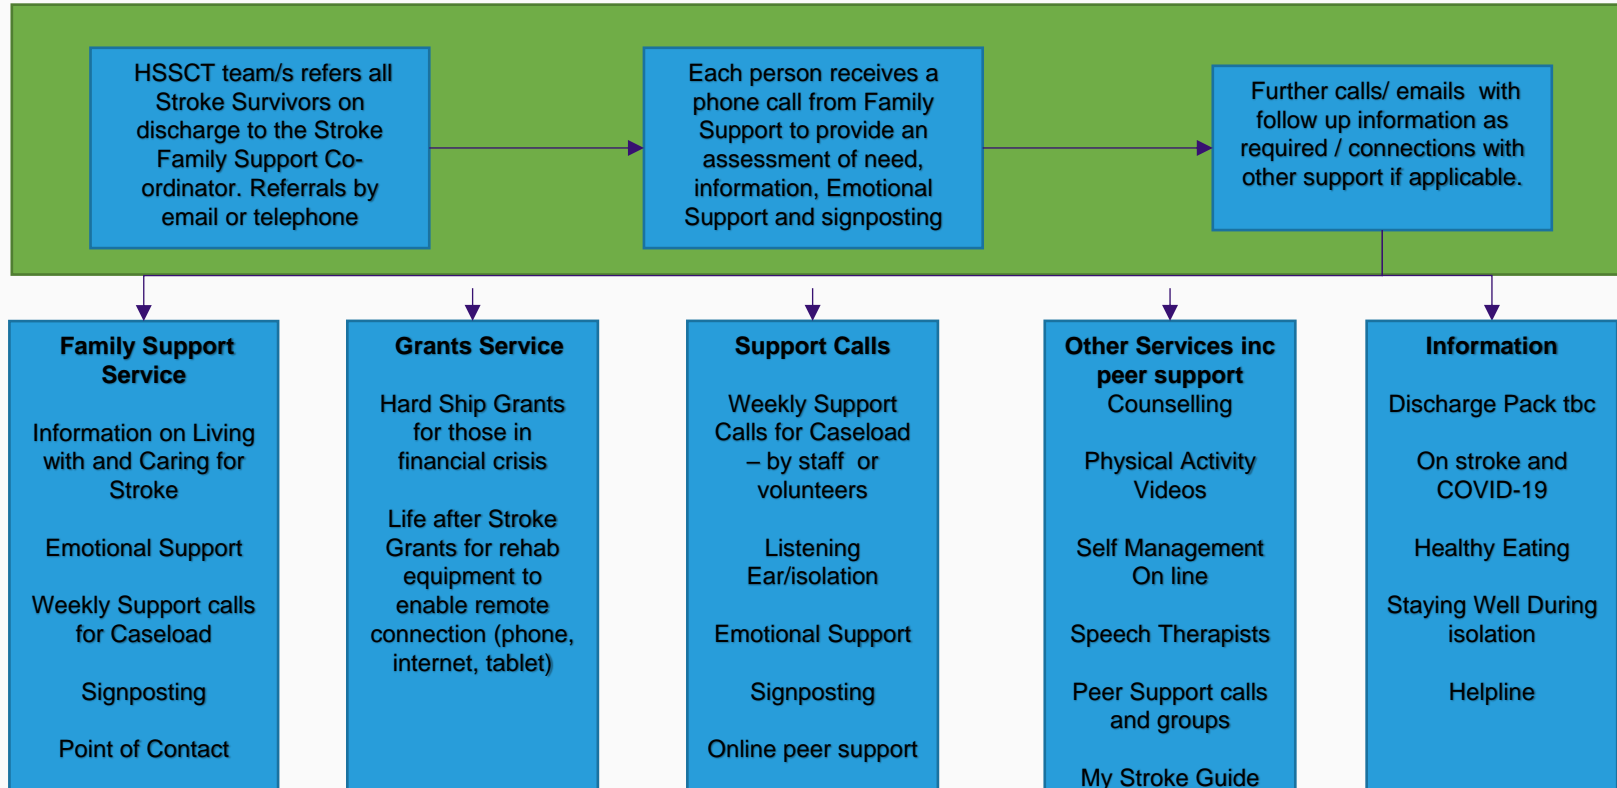 HSSCT team/s refers all
Stroke Survivors on
discharge to the Stroke
Family Support Co-
ordinator. Referrals by
email or telephone
Each person receives a
phone call from Family
Support to provide an
assessment of need,
information, Emotional
Support and signposting
Further calls/ emails with
follow up information as
required / connections with
other support if applicable.
Family Support
Service
Information on Living
with and Caring for
Stroke
Emotional Support
Weekly Support calls
for Caseload
Signposting
Point of Contact
Grants Service
Hard Ship Grants
for those in
financial crisis
Life after Stroke
Grants for rehab
equipment to
enable remote
connection (phone,
internet, tablet)
Support Calls
Weekly Support
Calls for Caseload
– by staff or
volunteers
Listening
Ear/isolation
Emotional Support
Signposting
Online peer support
Other Services inc
peer support
Counselling
Physical Activity
Videos
Self Management
On line
Speech Therapists
Peer Support calls
and groups
My Stroke Guide
Information
Discharge Pack tbc
On stroke and
COVID-19
Healthy Eating
Staying Well During
isolation
Helpline